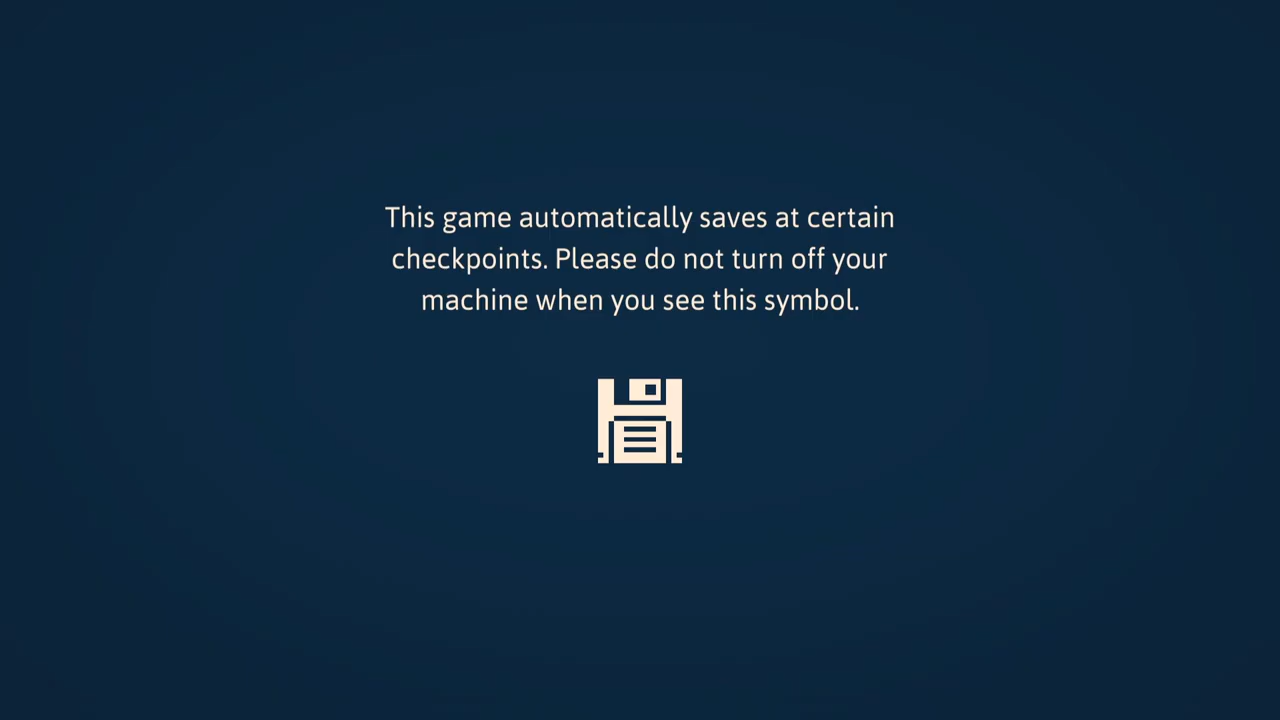 This game automatically saves at certain
checkpoints. Please do not turn off your
machine when you see this symbol.